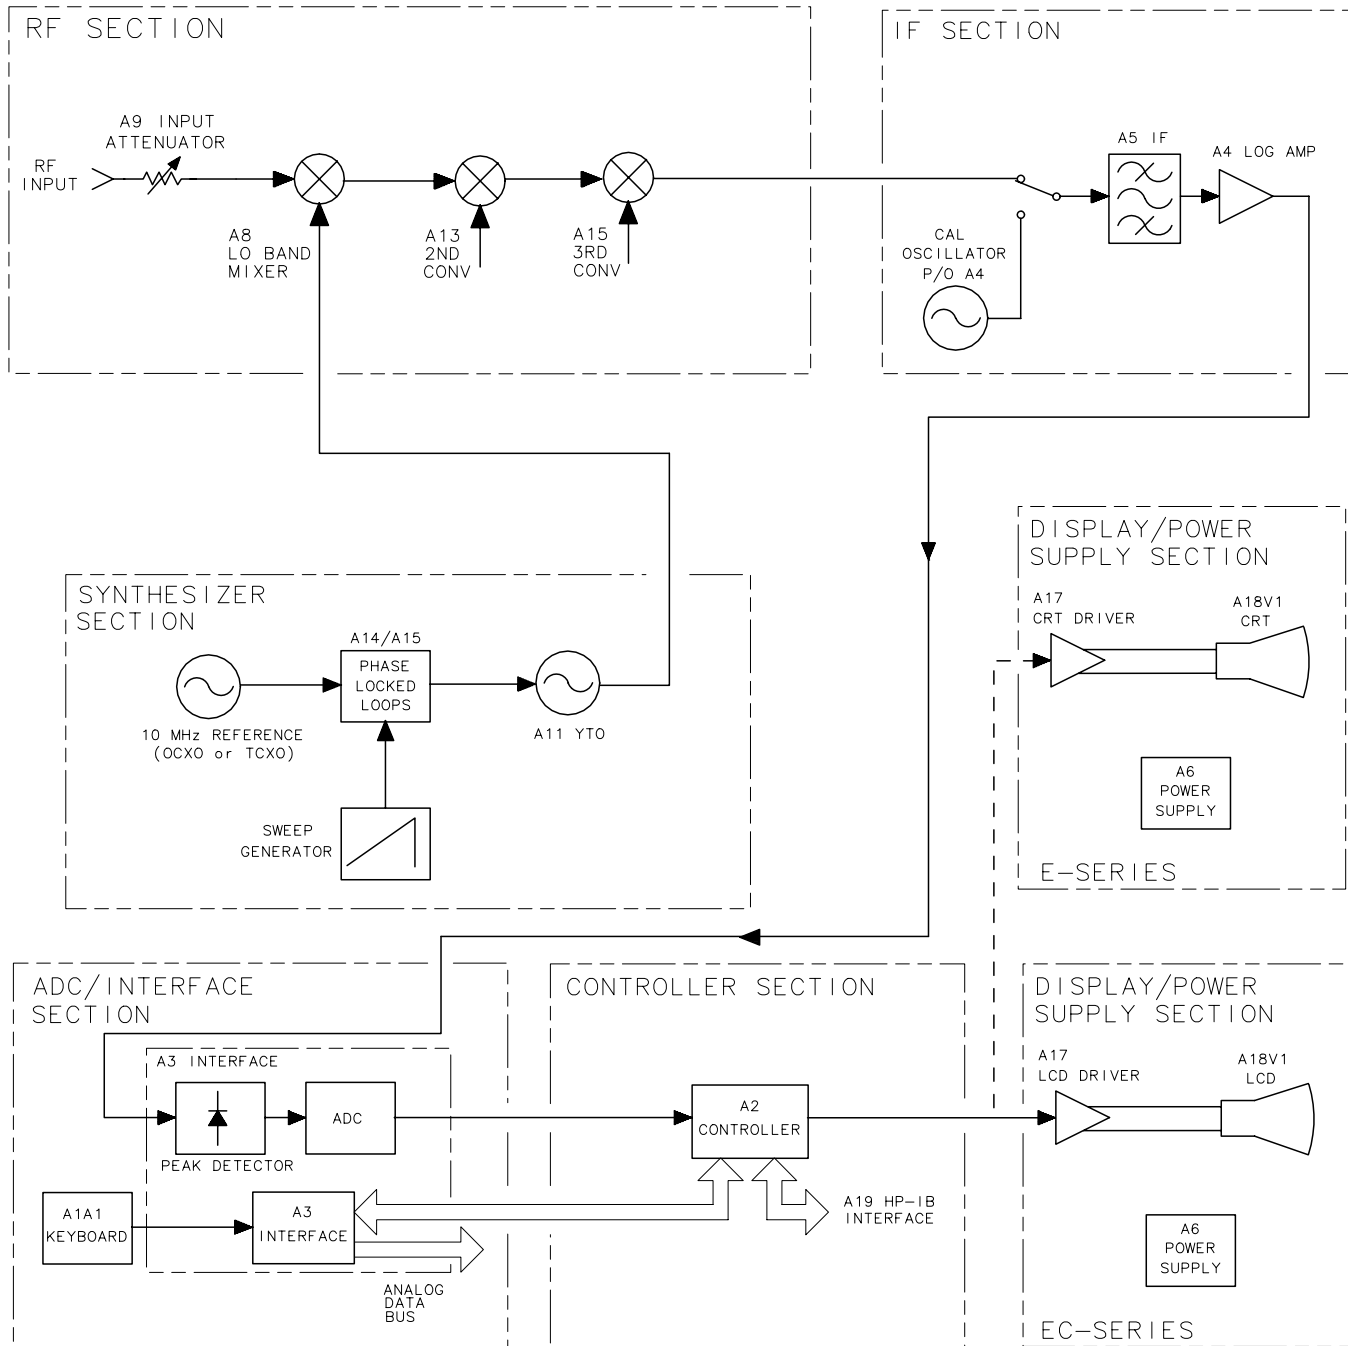 RF SECTION
A9 INPUT
ATTENUATOR
RF
INPUT
A8
LO BAND
MIXER
A13
2ND
CONV
A15
3RD
CONV
IF SECTION
A5 IF
A4 LOG AMP
CAL
OSCILLATOR
P/O A4
SYNTHESIZER
SECTION
A14/A15
PHASE
LOCKED
LOOPS
10 MHz REFERENCE
(OCXO or TCXO)
A11 YTO
SWEEP
GENERATOR
DISPLAY/POWER
SUPPLY SECTION
A17
CRT DRIVER
A18V1
CRT
A6
POWER
SUPPLY
E-SERIES
ADC/INTERFACE
SECTION
A3 INTERFACE
PEAK DETECTOR
ADC
A1A1
KEYBOARD
A3
INTERFACE
ANALOG
DATA
BUS
CONTROLLER SECTION
A2
CONTROLLER
A19 HP-IB
INTERFACE
DISPLAY/POWER
SUPPLY SECTION
A17
LCD DRIVER
A18V1
LCD
A6
POWER
SUPPLY
EC-SERIES